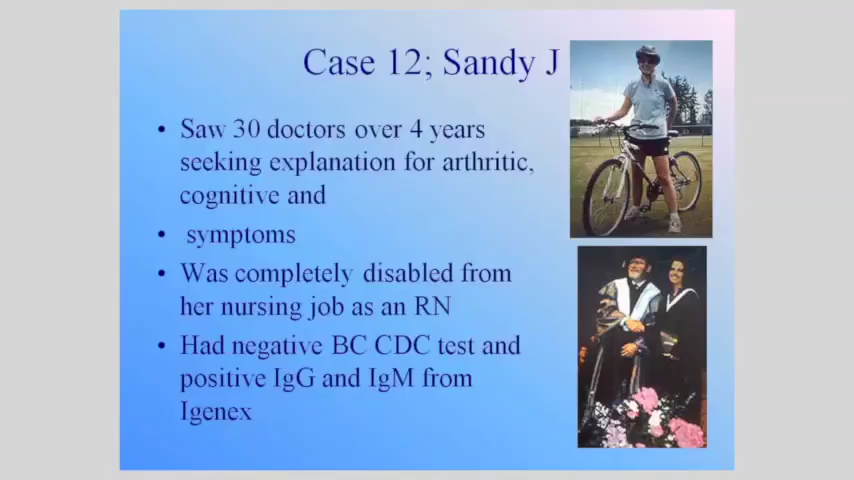 Case 12; Sandy J
• Saw 30 doctors over 4 years
seeking explanation for arthritic,
cognitive and
• symptoms
• Was completely disabled from
her nursing job as an RN
• Had negative BC CDC test and
positive IgG and IgM from
Igenex